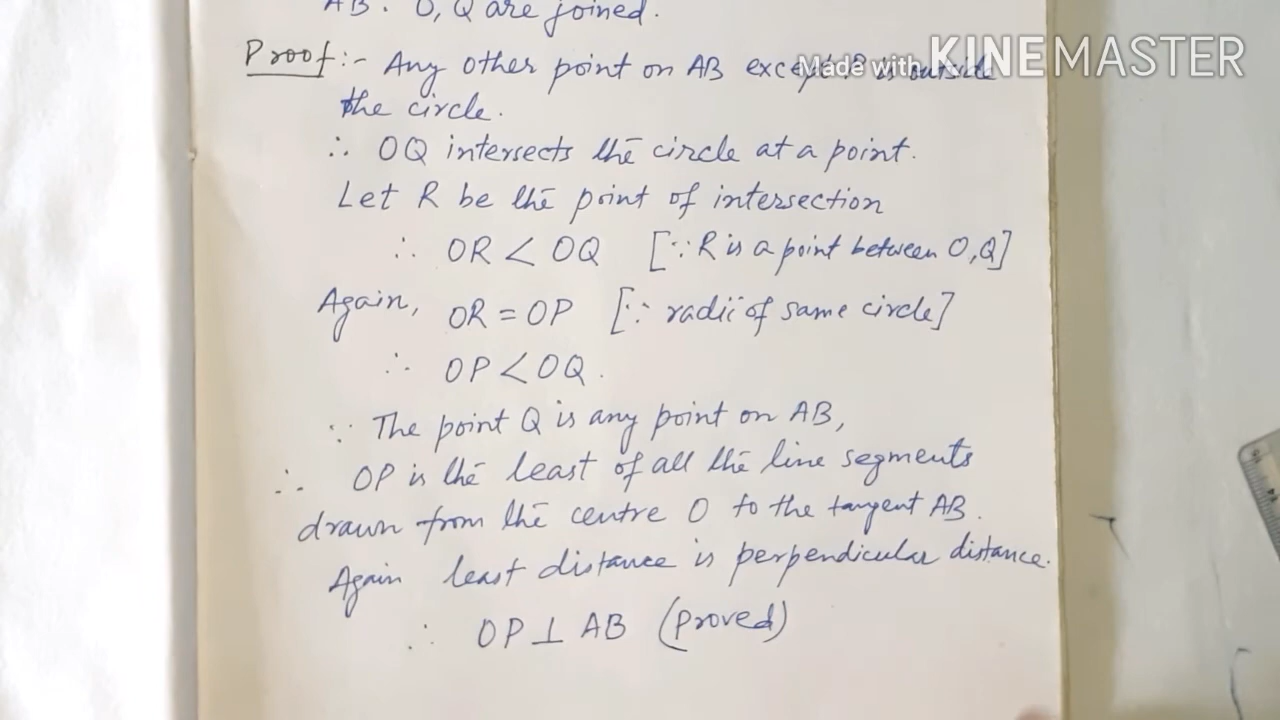 AB. O, Q are joined.
Proof:- Any other point on AB except P is outside
Made with KINEMASTER
the circle.
∴ OQ intersects the circle at a point.
Let R be the point of intersection
∴ OR < OQ [∵ R is a point between O,Q]
Again, OR = OP [∵ radii of same circle]
∴ OP < OQ.
∵ The point Q is any point on AB,
∴ OP is the least of all the line segments
drawn from the centre O to the tangent AB.
Again least distance is perpendicular distance.
∴ OP ⊥ AB (Proved)